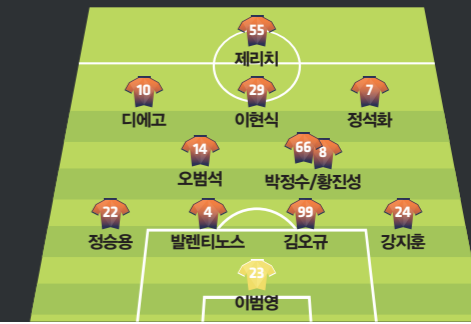 55
제리치
10 29 7
디에고 이현식 정석화
14 66 8
오범석 박정수/황진성
22 4 99 24
정승용 발렌티노스 김오규 강지훈
23
이범영